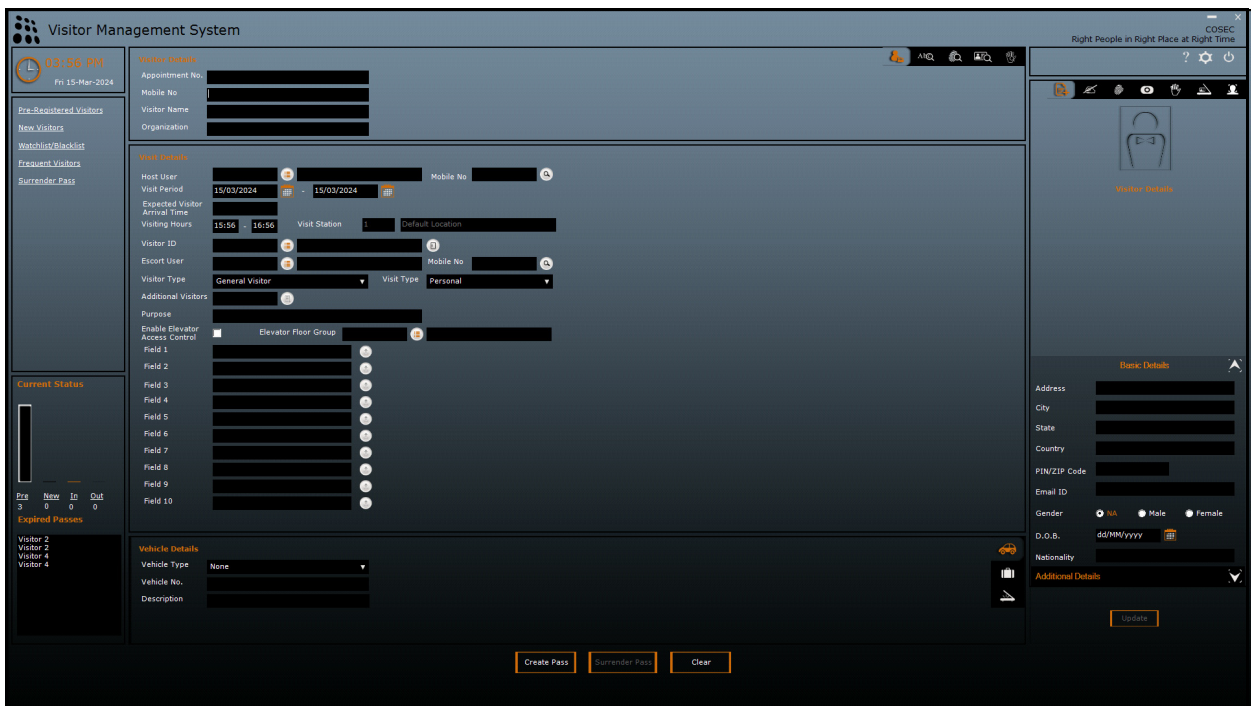 Visitor Management System
COSEC
Right People in Right Place at Right Time
03:56 PM
Fri 15-Mar-2024
Pre-Registered Visitors
New Visitors
Watchlist/Blacklist
Frequent Visitors
Surrender Pass
Current Status
Pre New In Out
3 0 0 0
Expired Passes
Visitor 2
Visitor 2
Visitor 4
Visitor 4
Appointment No.
Mobile No
Visitor Name
Organization
Visit Details
Host User
Mobile No
Visit Period 15/03/2024 - 15/03/2024
Expected Visitor
Arrival Time
Visiting Hours 15:56 - 16:56 Visit Station 1 Default Location
Visitor ID
Escort User Mobile No
Visitor Type General Visitor Visit Type Personal
Additional Visitors
Purpose
Enable Elevator
Access Control
Elevator Floor Group
Field 1
Field 2
Field 3
Field 4
Field 5
Field 6
Field 7
Field 8
Field 9
Field 10
Vehicle Details
Vehicle Type None
Vehicle No.
Description
Create Pass Surrender Pass Clear
?
Visitor Details
Basic Details
Address
City
State
Country
PIN/ZIP Code
Email ID
Gender NA Male Female
D.O.B. dd/MM/yyyy
Nationality
Additional Details
Update